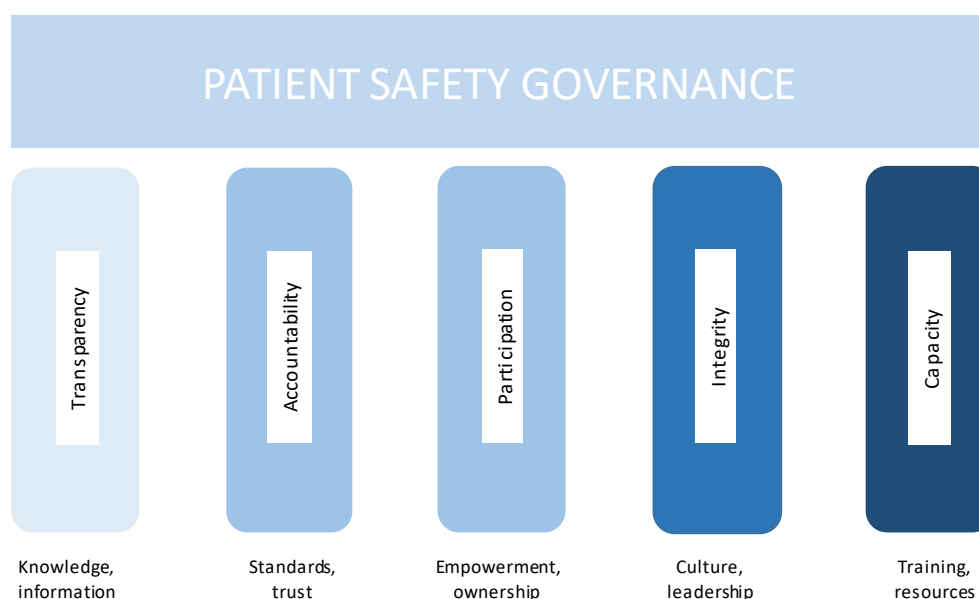 PATIENT SAFETY GOVERNANCE
Transparency
Accountability
Participation
Integrity
Capacity
Knowledge,
information
Standards,
trust
Empowerment,
ownership
Culture,
leadership
Training,
resources